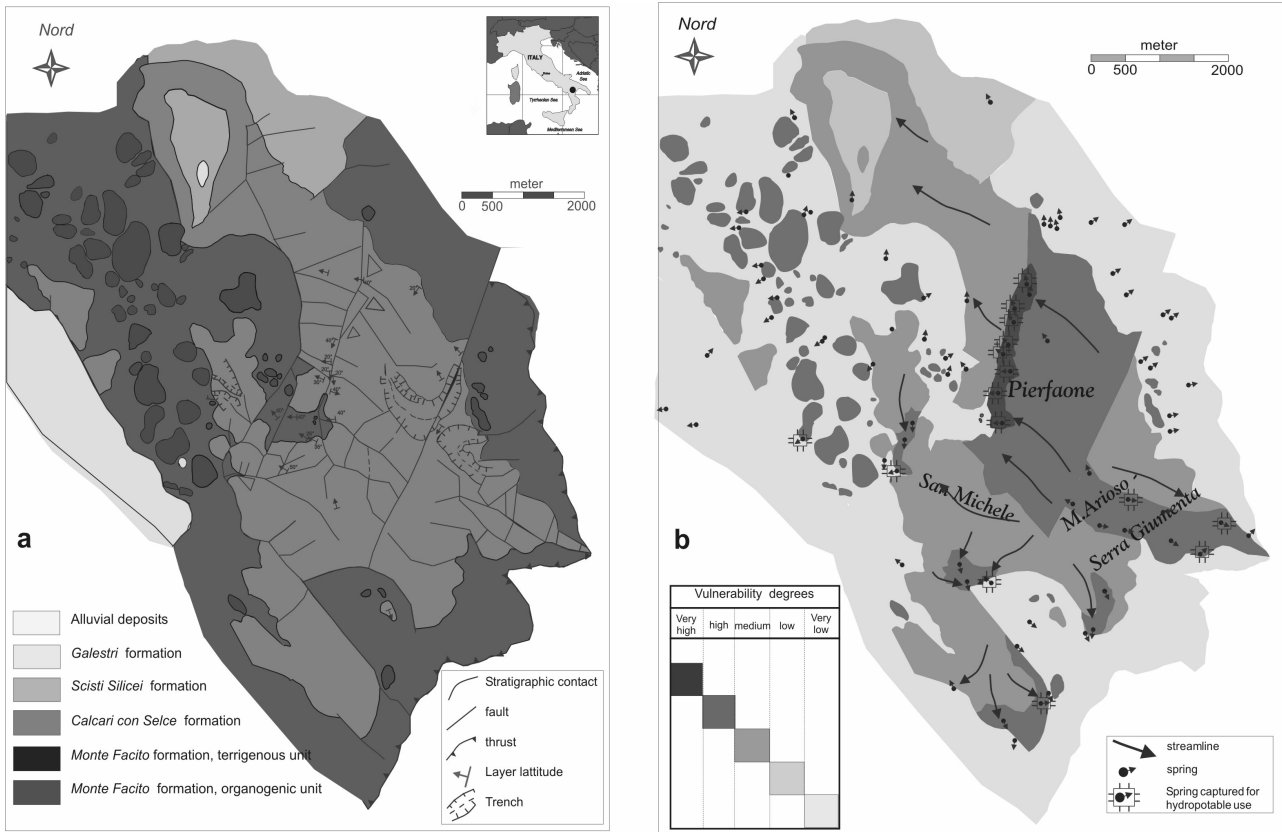 Nord
ITALY
Rome
Adriatic
Sea
Tyrrhenian Sea
Mediterranean Sea
meter
0 500 2000
a
Alluvial deposits
Galestri formation
Scisti Silicei formation
Calcari con Selce formation
Monte Facito formation, terrigenous unit
Monte Facito formation, organogenic unit
Stratigraphic contact
fault
thrust
Layer lattitude
Trench
Nord
meter
0 500 2000
Pierfaone
San Michele
M.Arioso -
Serra Giumenta
b
Vulnerability degrees
Very high
high
medium
low
Very low
streamline
spring
Spring captured for
hydropotable use